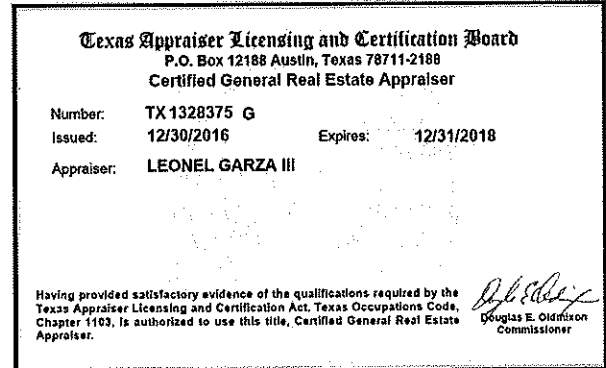 Texas Appraiser Licensing and Certification Board
P.O. Box 12188 Austin, Texas 78711-2188
Certified General Real Estate Appraiser
Number: TX 1328375 G
Issued: 12/30/2016 Expires: 12/31/2018
Appraiser: LEONEL GARZA III
Having provided satisfactory evidence of the qualifications required by the
Texas Appraiser Licensing and Certification Act, Texas Occupations Code,
Chapter 1103, is authorized to use this title, Certified General Real Estate
Appraiser.
Douglas E. Oldmixon
Commissioner